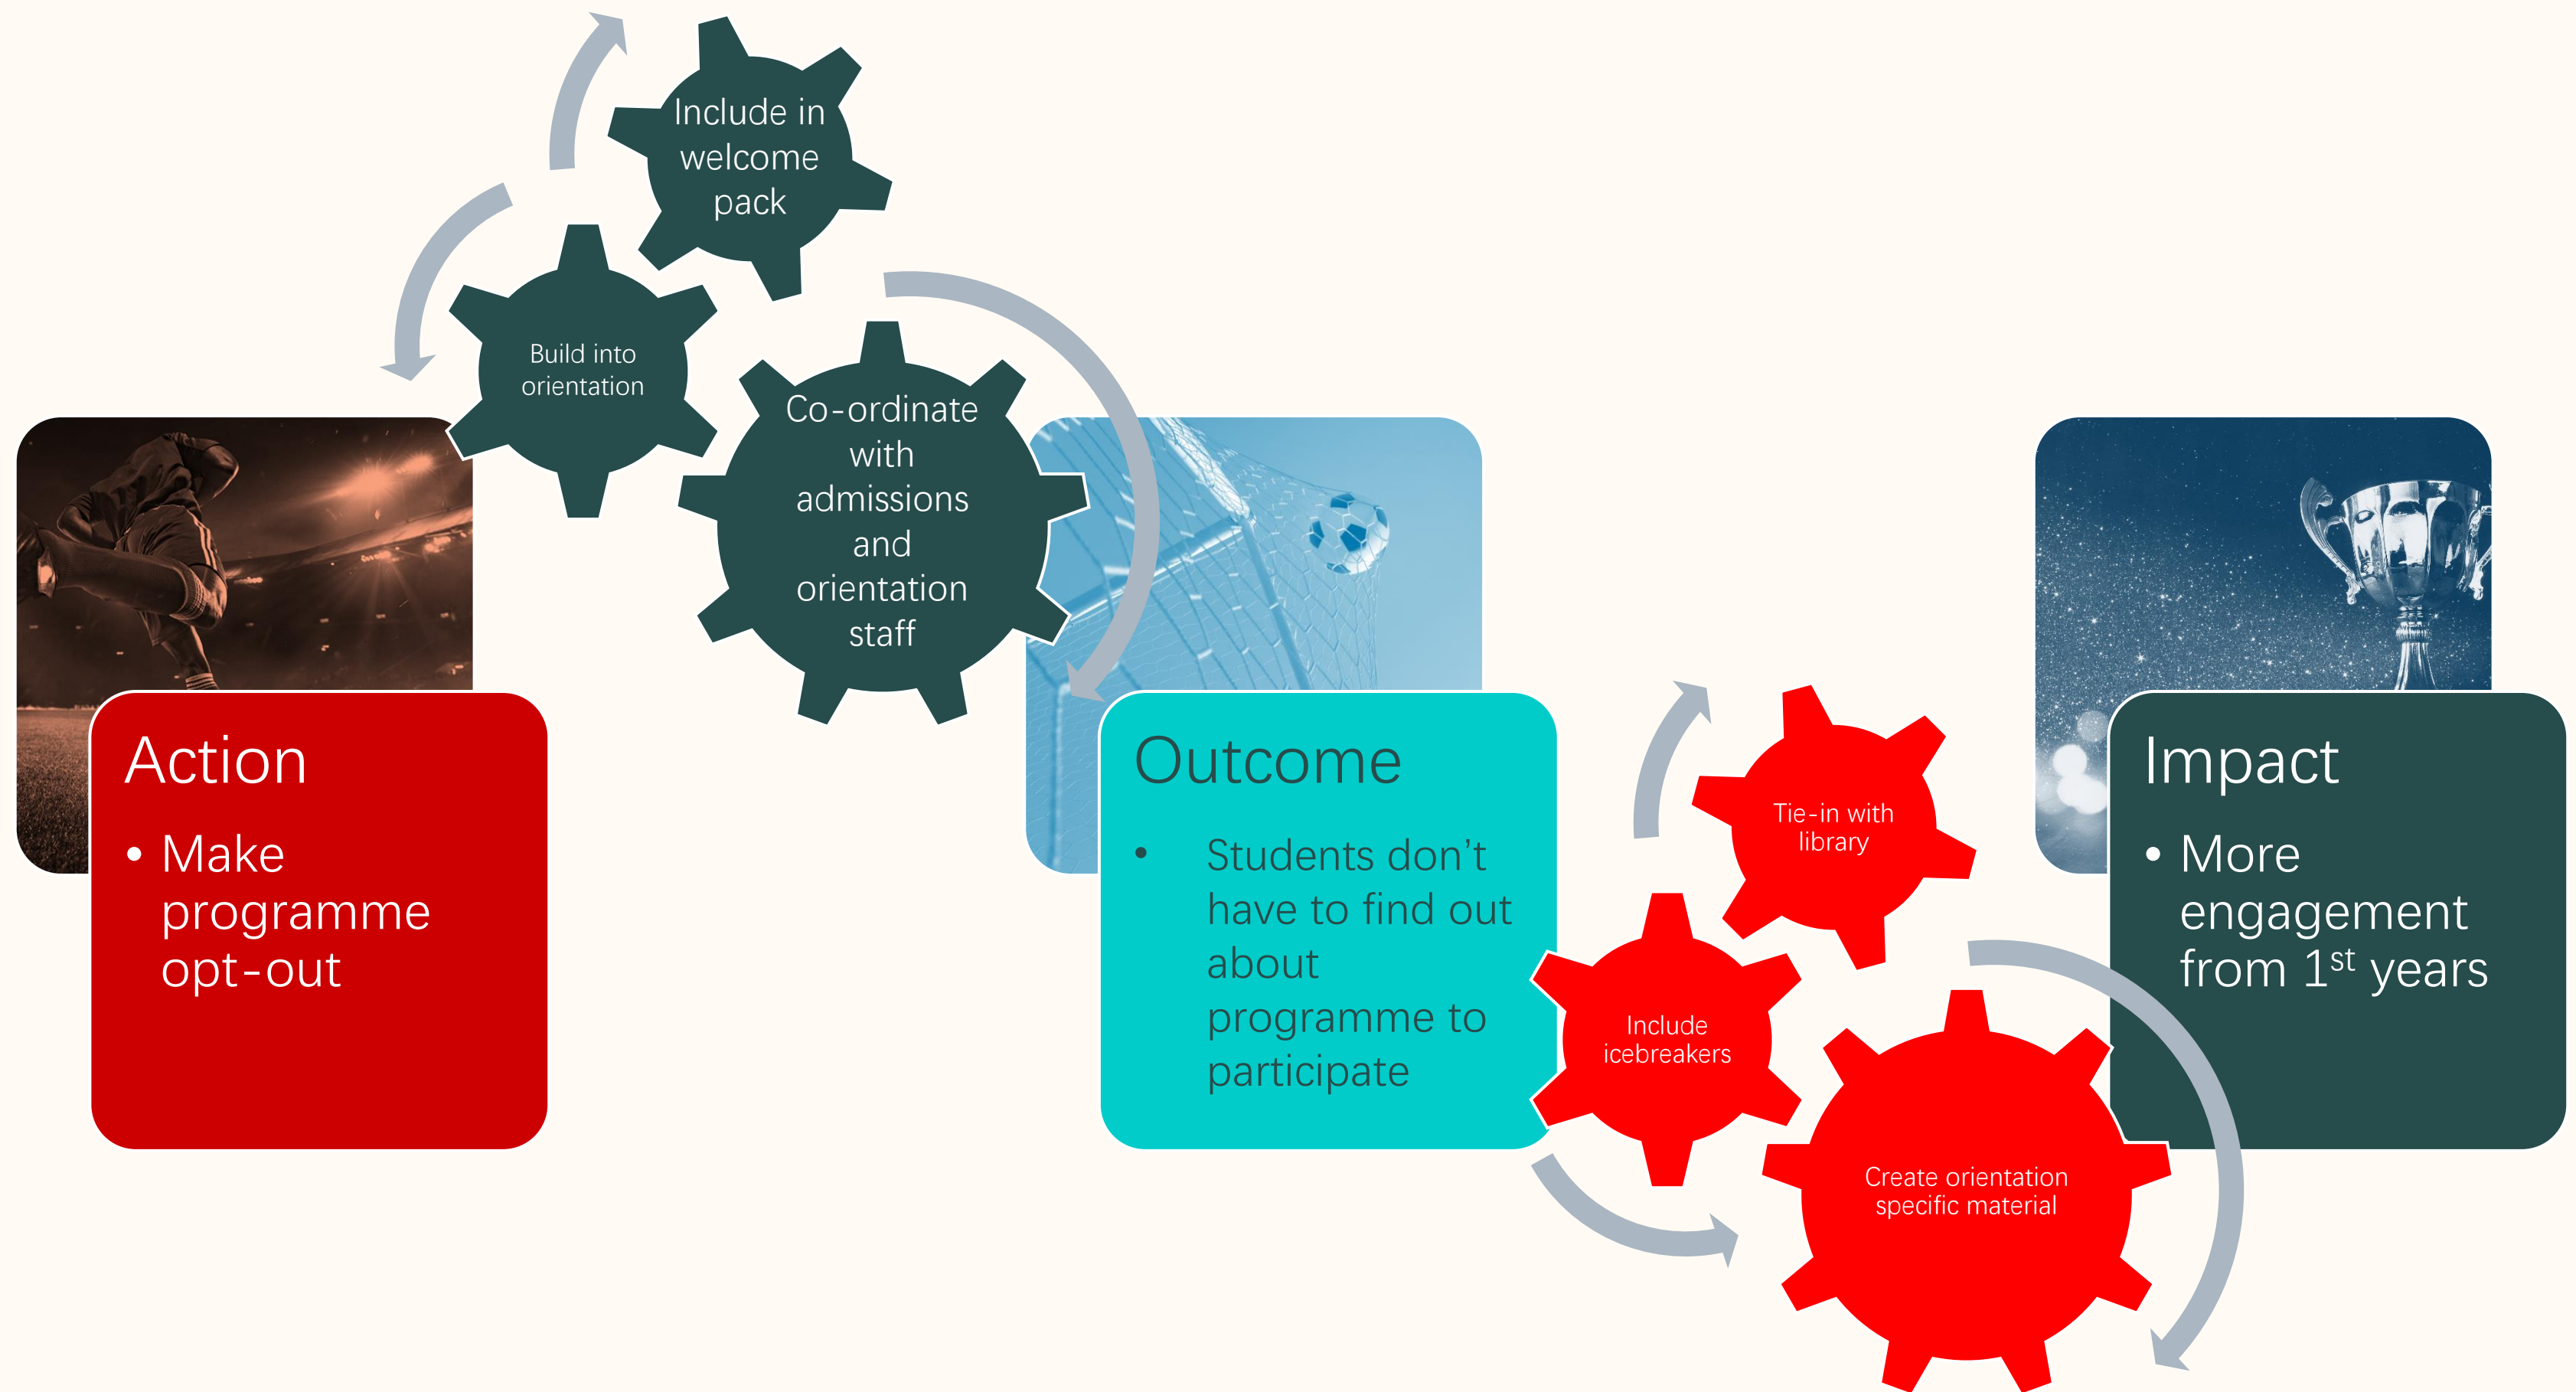 Include in
welcome
pack
Build into
orientation
Co-ordinate
with
admissions
and
orientation
staff
Action
• Make
programme
opt-out
Outcome
• Students don't
have to find out
about
programme to
participate
Tie-in with
library
Include
icebreakers
Create orientation
specific material
Impact
• More
engagement
from 1st years